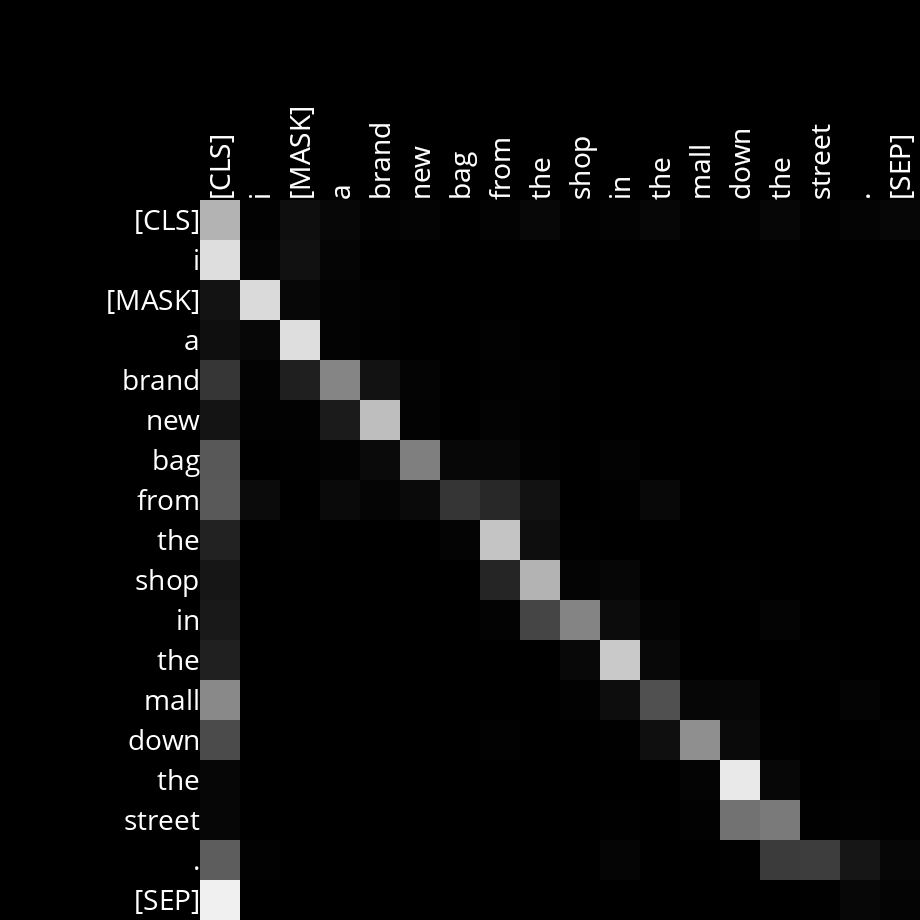 [CLS] i [MASK] a brand new bag from the shop in the mall down the street . [SEP]
[CLS]
i
[MASK]
a
brand
new
bag
from
the
shop
in
the
mall
down
the
street
.
[SEP]